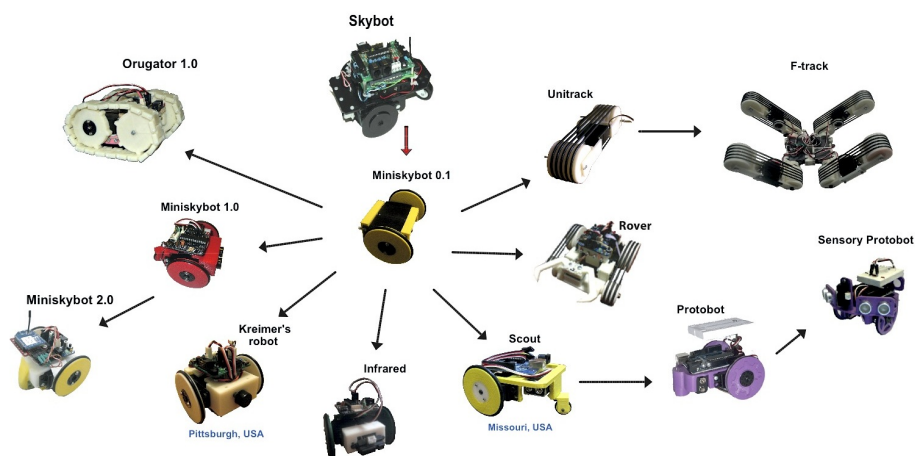 Skybot
Orugator 1.0
F-track
Unitrack
Miniskybot 0.1
Miniskybot 1.0
Rover
Sensory Protobot
Miniskybot 2.0
Protobot
Kreimer's
robot
Scout
Infrared
Pittsburgh, USA
Missouri, USA